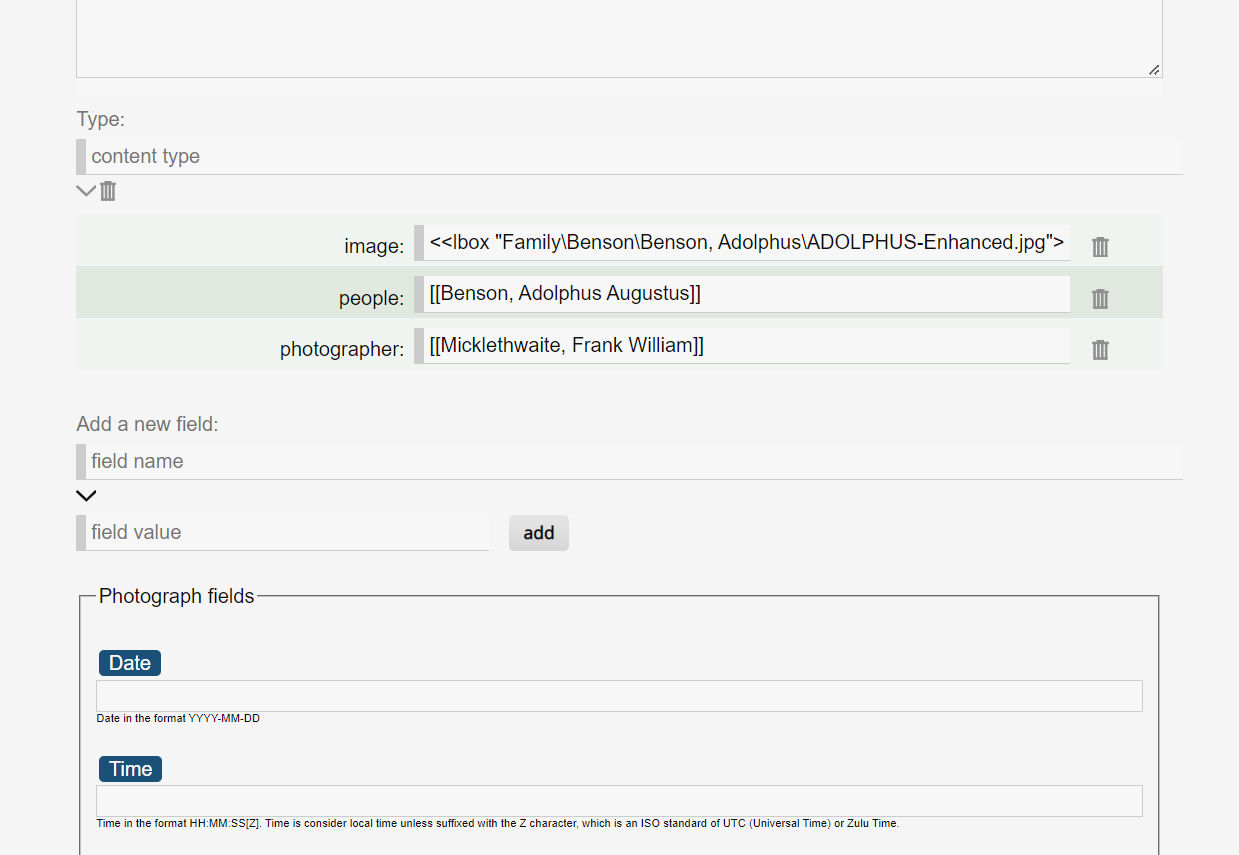 Type:
content type
image: <<lbox "Family\Benson\Benson, Adolphus\ADOLPHUS-Enhanced.jpg">
people: [[Benson, Adolphus Augustus]]
photographer: [[Micklethwaite, Frank William]]
Add a new field:
field name
field value add
Photograph fields
Date
Date in the format YYYY-MM-DD
Time
Time in the format HH:MM:SS[Z]. Time is consider local time unless suffixed with the Z character, which is an ISO standard of UTC (Universal Time) or Zulu Time.